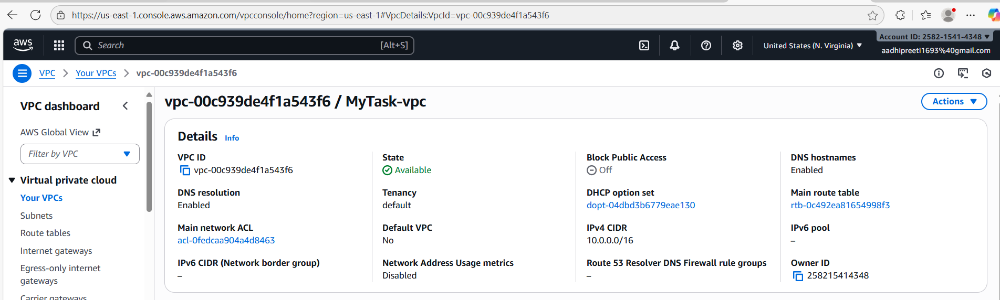 https://us-east-1.console.aws.amazon.com/vpcconsole/home?region=us-east-1#VpcDetails:VpcId=vpc-00c939de4f1a543f6
aws
Search [Alt+S]
United States (N. Virginia)
Account ID: 2582-1541-4348
aadhipreeti1693%40gmail.com
VPC > Your VPCs > vpc-00c939de4f1a543f6
VPC dashboard
AWS Global View
Filter by VPC
Virtual private cloud
Your VPCs
Subnets
Route tables
Internet gateways
Egress-only internet
gateways
Carrier gateways
vpc-00c939de4f1a543f6 / MyTask-vpc
Actions
Details Info
VPC ID
vpc-00c939de4f1a543f6
State
Available
Block Public Access
Off
DNS hostnames
Enabled
DNS resolution
Enabled
Tenancy
default
DHCP option set
dopt-04dbd3b6779eae130
Main route table
rtb-0c492ea81654998f3
Main network ACL
acl-0fedcaa904a4d8463
Default VPC
No
IPv4 CIDR
10.0.0.0/16
IPv6 pool
–
IPv6 CIDR (Network border group)
–
Network Address Usage metrics
Disabled
Route 53 Resolver DNS Firewall rule groups
–
Owner ID
258215414348